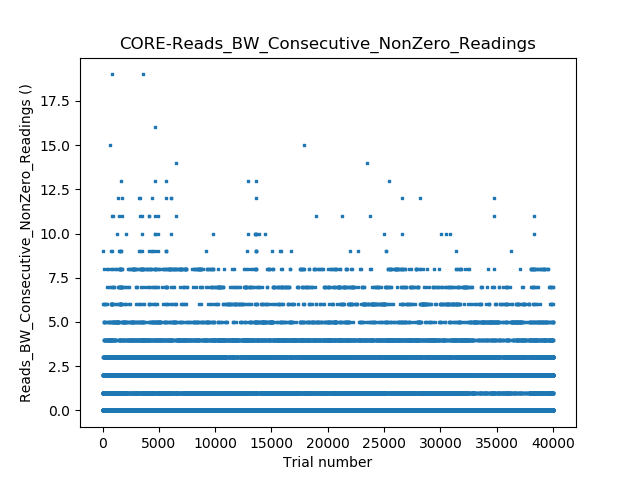 CORE-Reads_BW_Consecutive_NonZero_Readings
Reads_BW_Consecutive_NonZero_Readings ()
17.5
15.0
12.5
10.0
7.5
5.0
2.5
0.0
0 5000 10000 15000 20000 25000 30000 35000 40000
Trial number